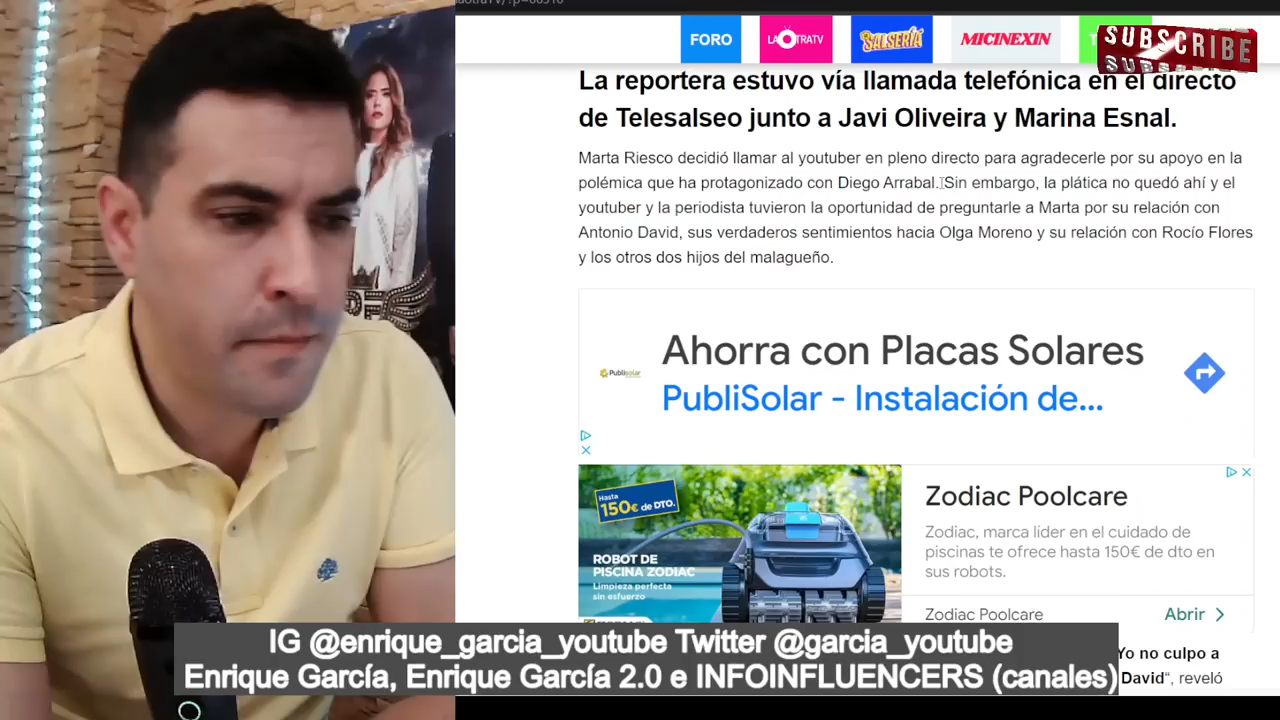 FORO
LA OTRATV
SALSERÍA
MICINEXIN
SUBSCRIBE
La reportera estuvo vía llamada telefónica en el directo
de Telesalseo junto a Javi Oliveira y Marina Esnal.
Marta Riesco decidió llamar al youtuber en pleno directo para agradecerle por su apoyo en la
polémica que ha protagonizado con Diego Arrabal. Sin embargo, la plática no quedó ahí y el
youtuber y la periodista tuvieron la oportunidad de preguntarle a Marta por su relación con
Antonio David, sus verdaderos sentimientos hacia Olga Moreno y su relación con Rocío Flores
y los otros dos hijos del malagueño.
Publisolar
Ahorra con Placas Solares
PubliSolar - Instalación de...
Hasta
150€ de DTO.
ROBOT DE
PISCINA ZODIAC
Limpieza perfecta
sin esfuerzo
Zodiac Poolcare
Zodiac, marca líder en el cuidado de
piscinas te ofrece hasta 150€ de dto en
sus robots.
Zodiac Poolcare
Abrir
Yo no culpo a
David“, reveló
IG @enrique_garcia_youtube Twitter @garcia_youtube
Enrique García, Enrique García 2.0 e INFOINFLUENCERS (canales)